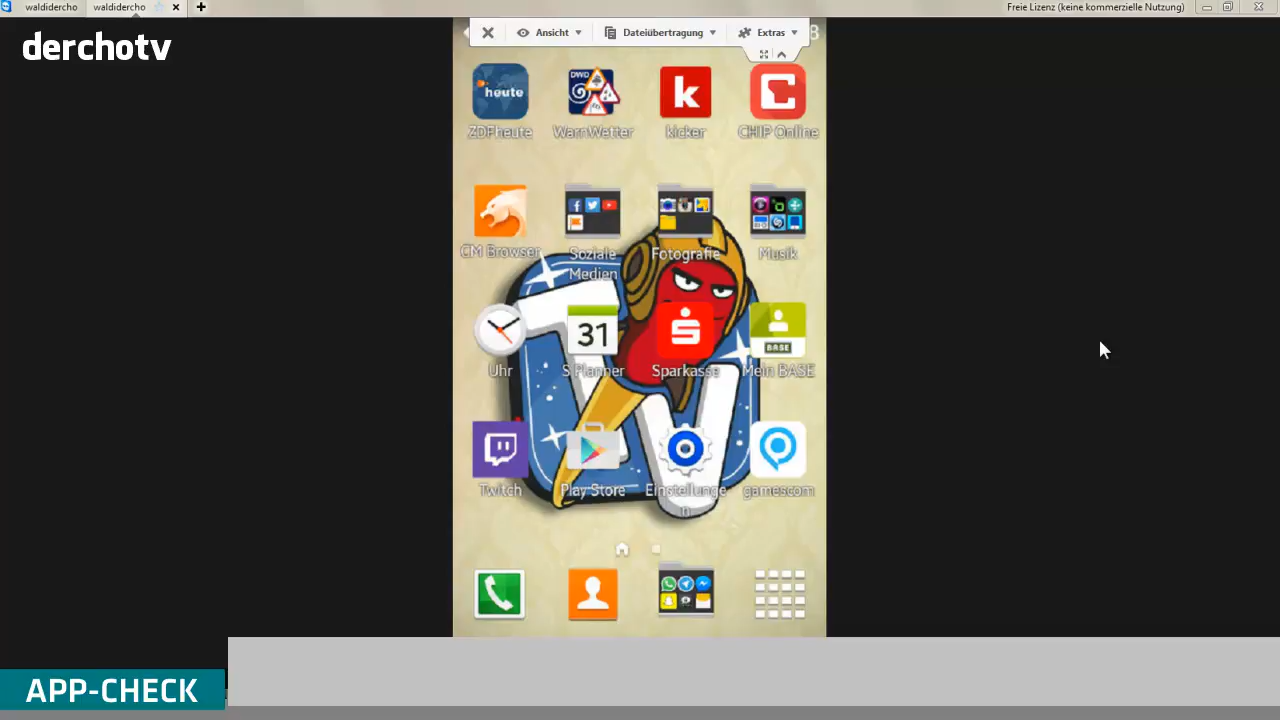 waldidercho
waldidercho
Freie Lizenz (keine kommerzielle Nutzung)
derchotv
Ansicht
Dateiübertragung
Extras
heute
DWD
k
C
ZDFheute
WarnWetter
kicker
CHIP Online
CM Browser
Soziale
Medien
Fotografie
Musik
31
BASE
Uhr
S Planner
Sparkasse
Mein BASE
Twitch
Play Store
Einstellunge
n
gamescom
APP-CHECK